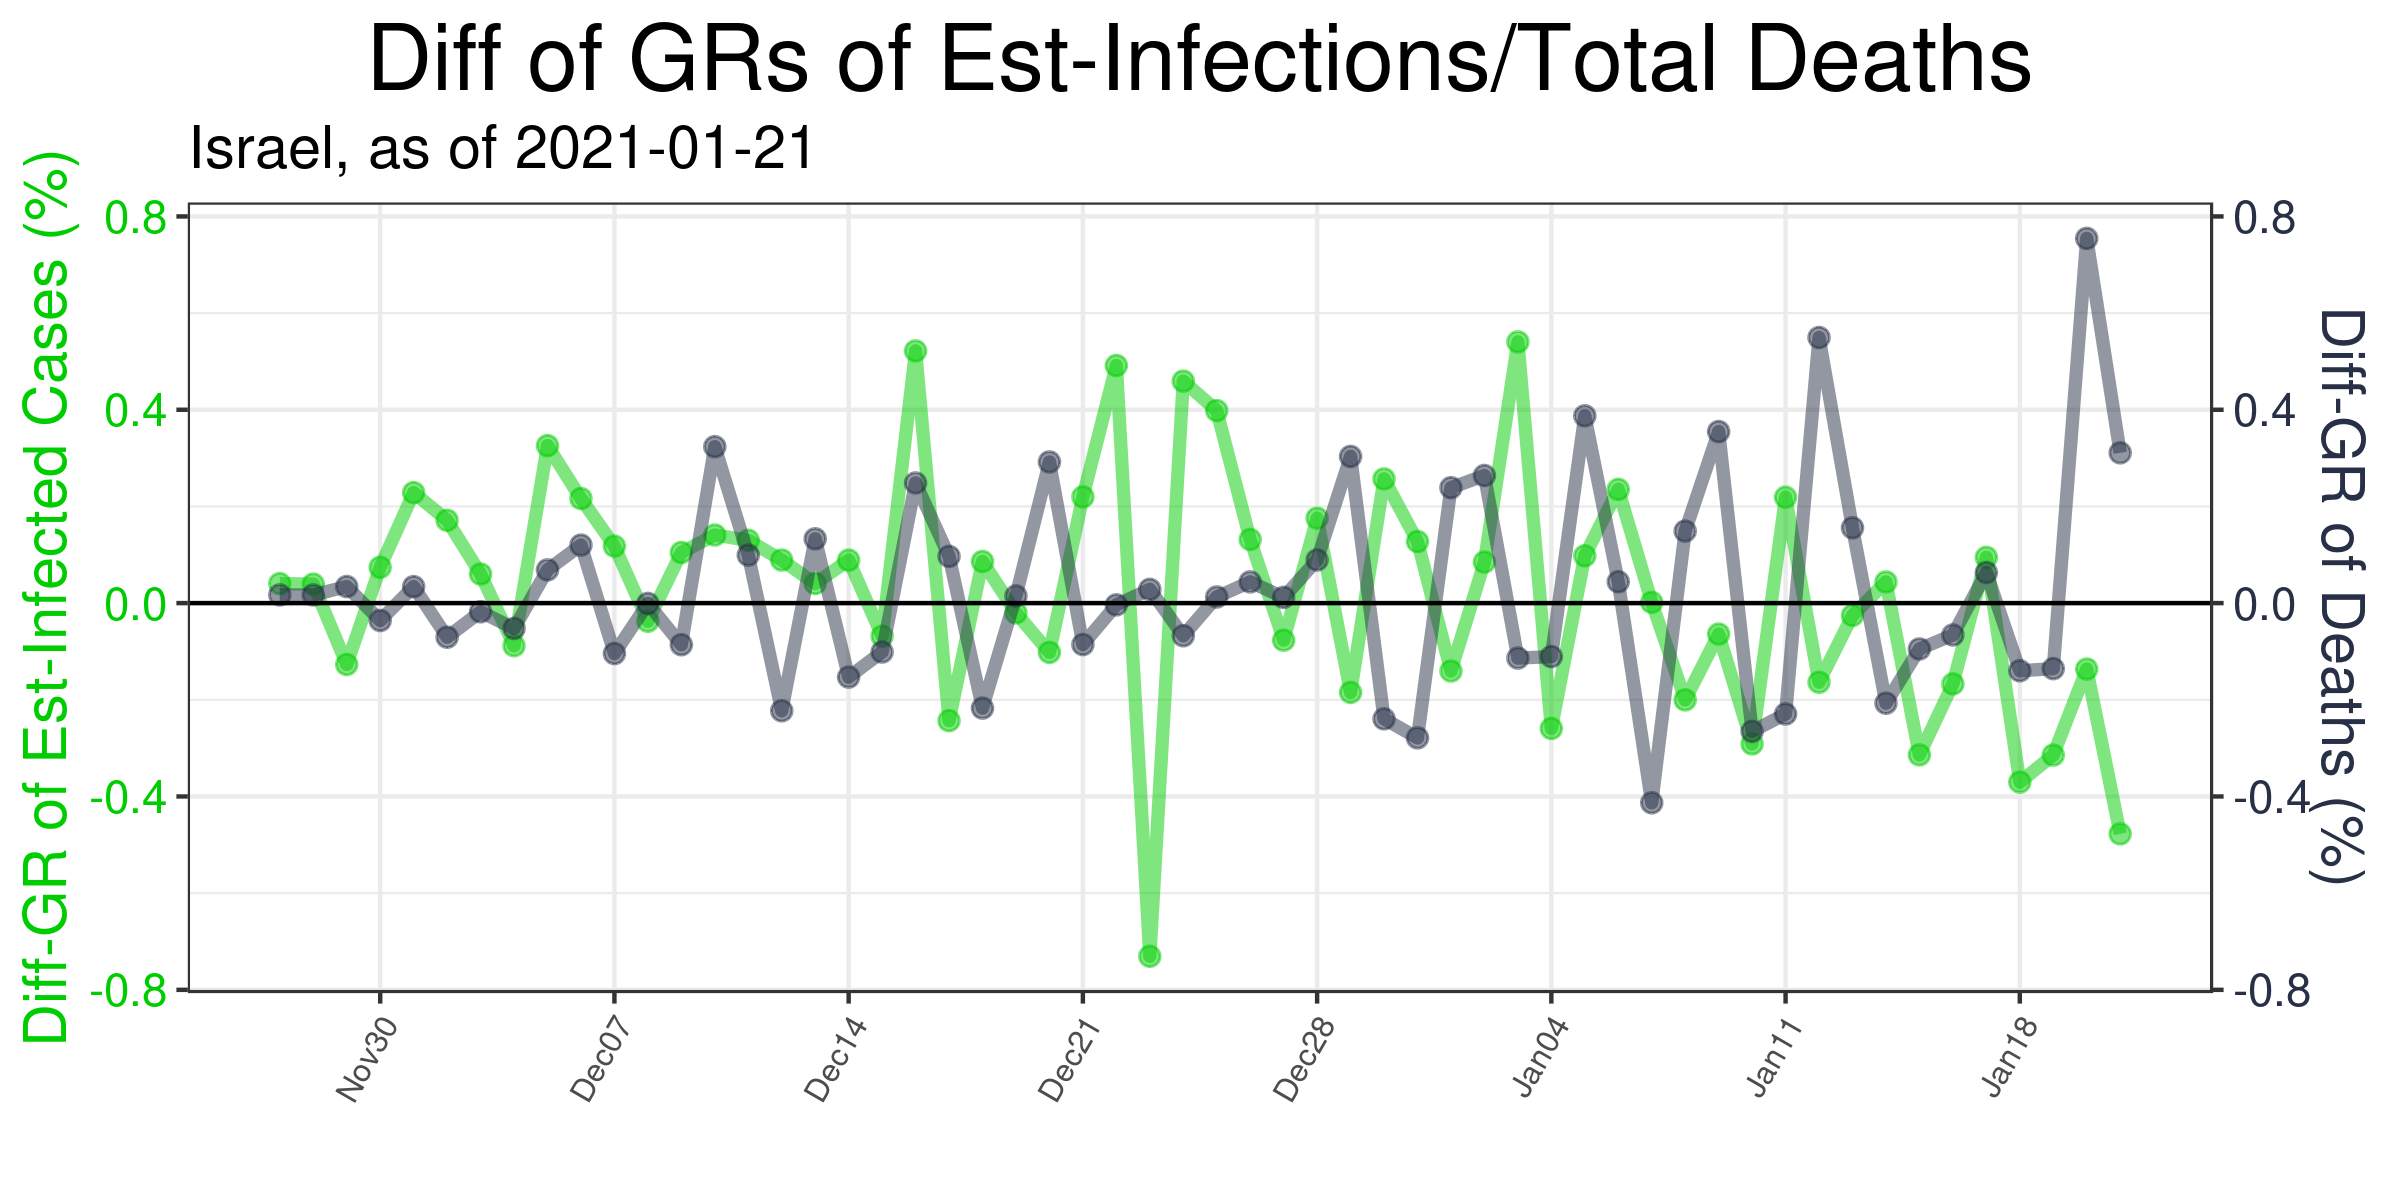 Diff of GRs of Est-Infections/Total Deaths
Israel, as of 2021-01-21
Diff-GR of Est-Infected Cases (%)
0.8
0.4
0.0
-0.4
-0.8
0.8
0.4
0.0
-0.4
-0.8
Diff-GR of Deaths (%)
Nov30
Dec07
Dec14
Dec21
Dec28
Jan04
Jan11
Jan18